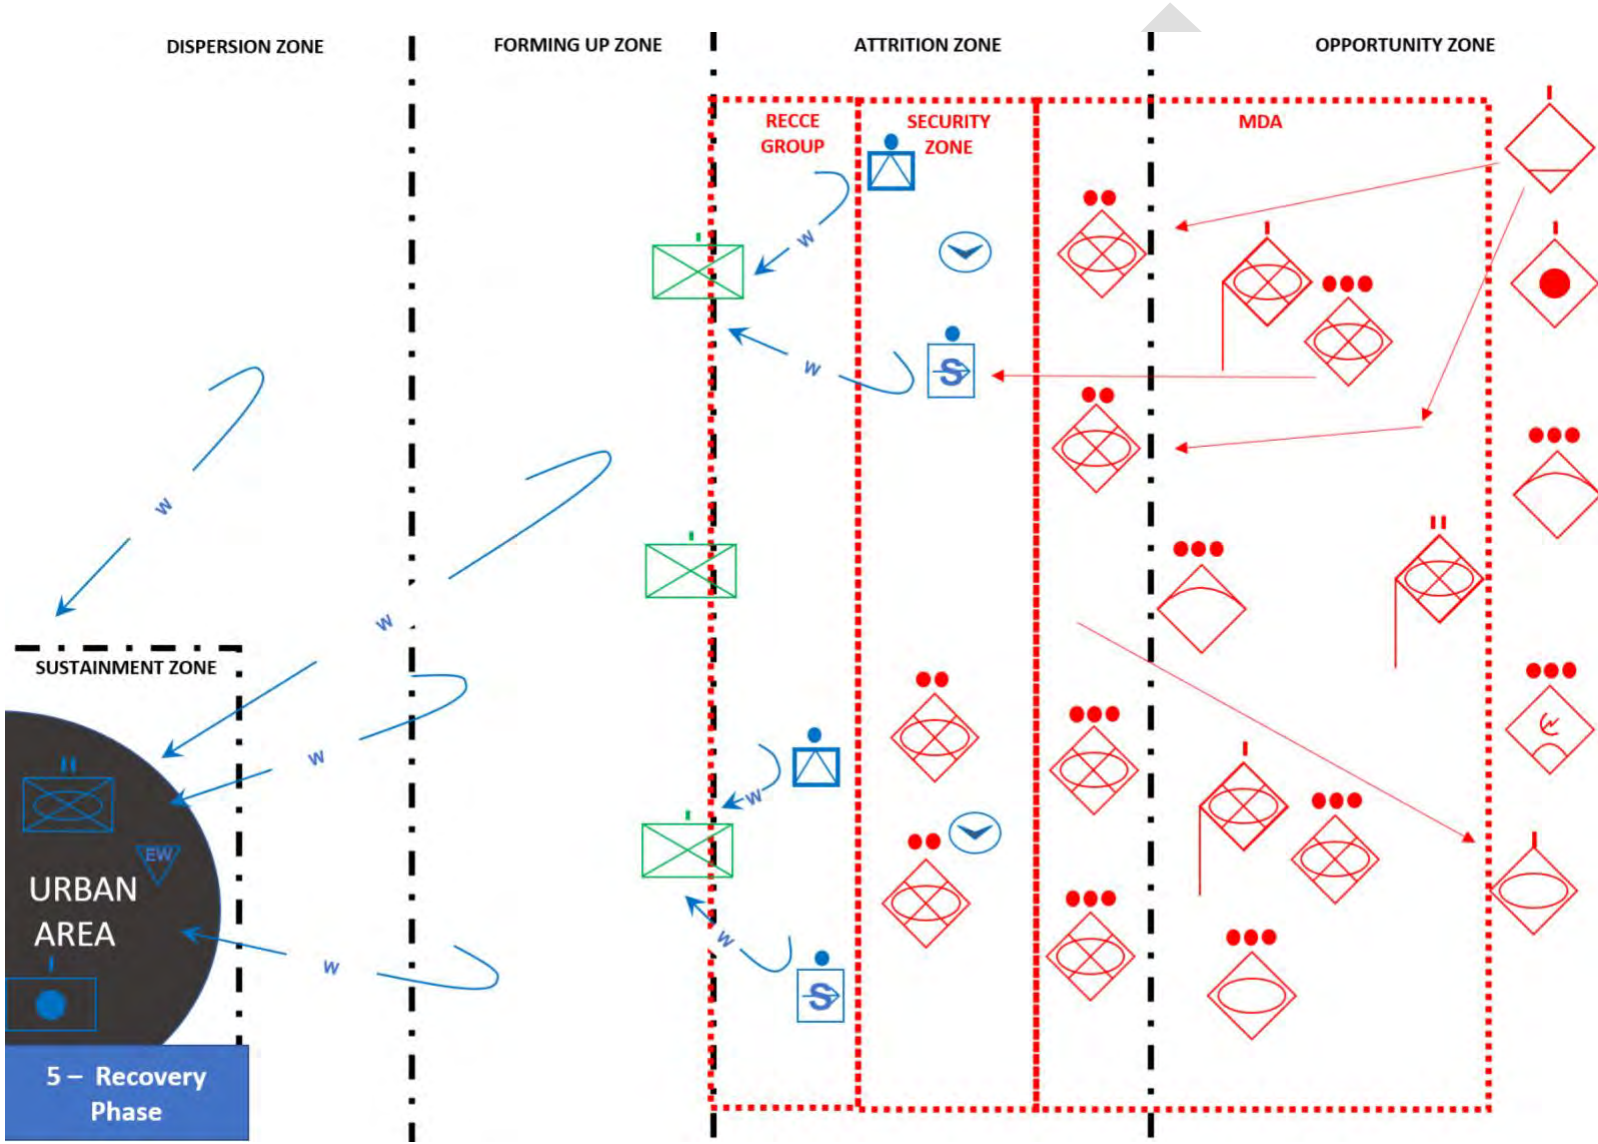 DISPERSION ZONE
FORMING UP ZONE
ATTRITION ZONE
OPPORTUNITY ZONE
RECCE
GROUP
SECURITY
ZONE
MDA
W
S
W
W
W
SUSTAINMENT ZONE
W
W
EW
URBAN
AREA
W
W
S
W
5 – Recovery
Phase